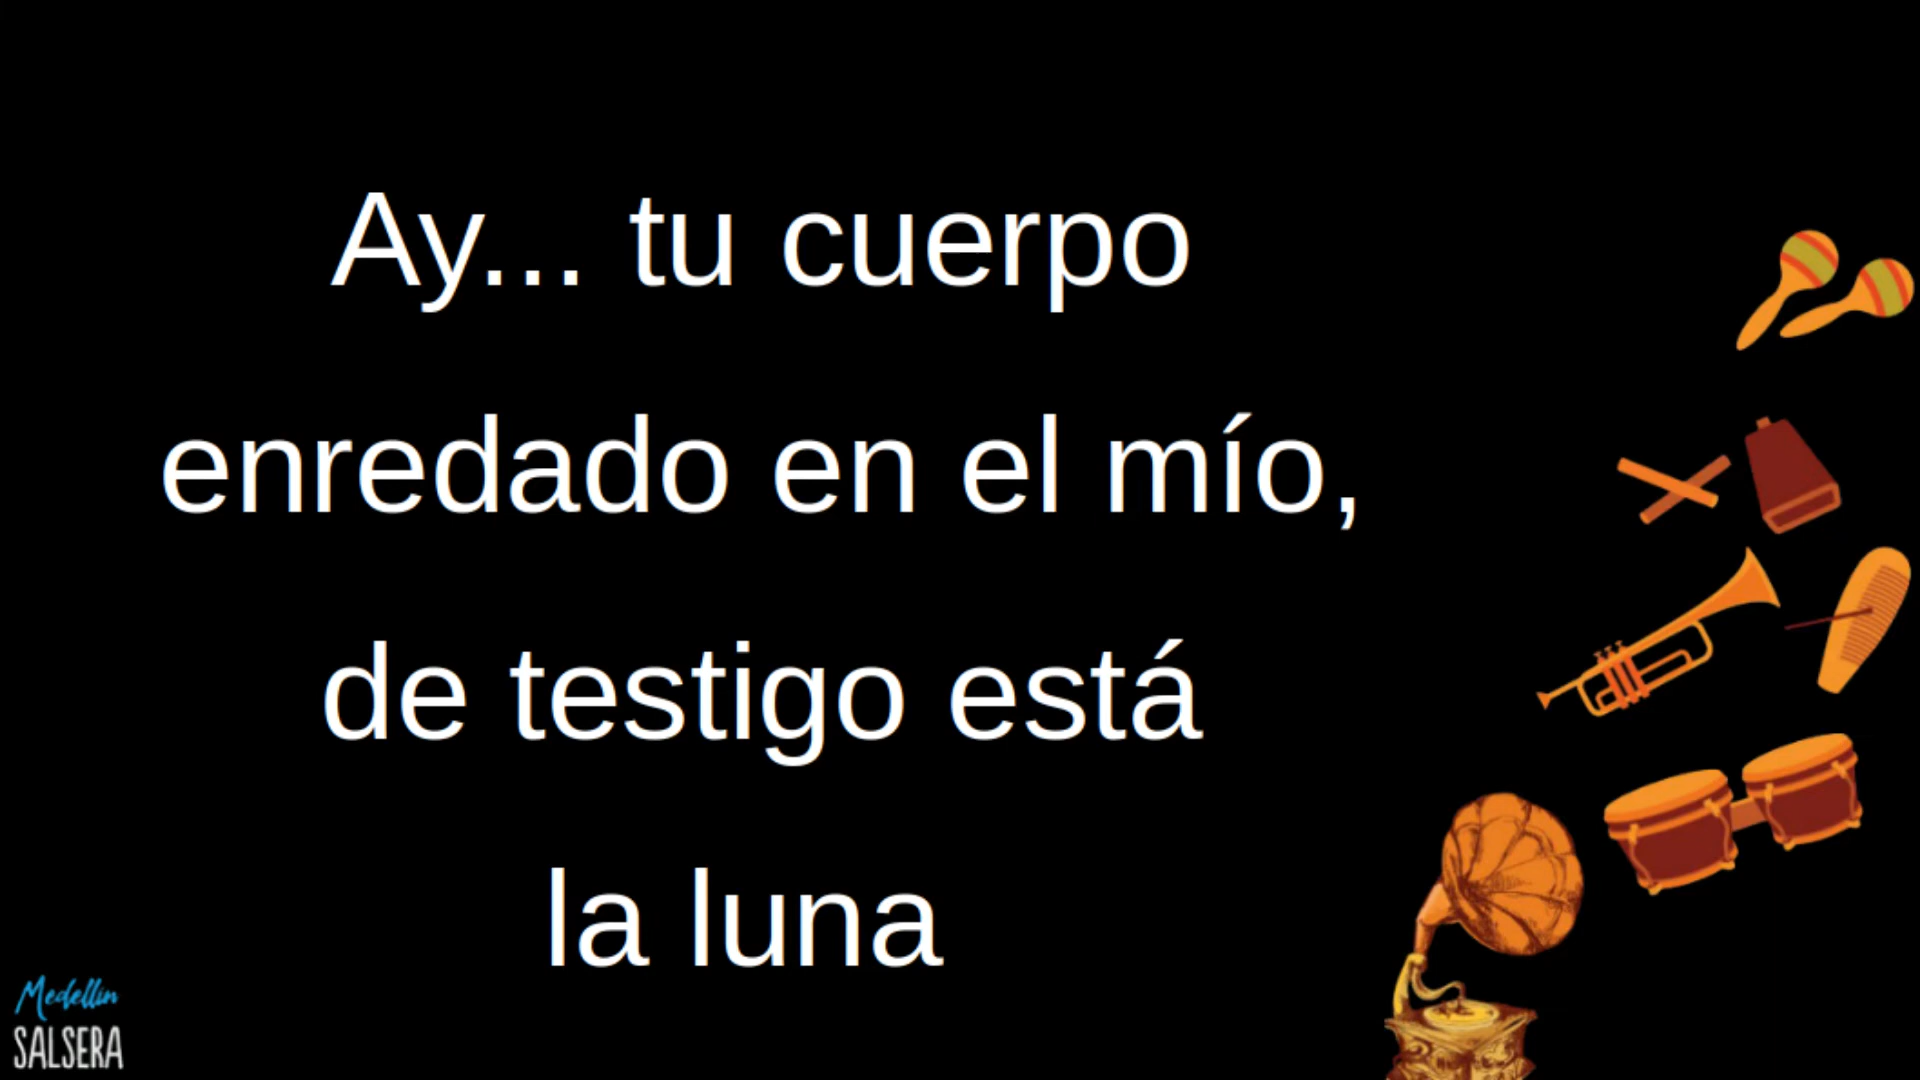 Ay... tu cuerpo
enredado en el mío,
de testigo está
la luna
Medellín
SALSERA